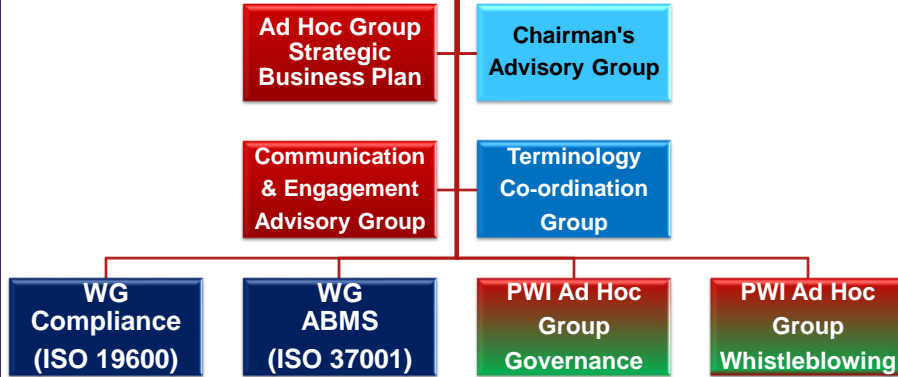 Ad Hoc Group
Strategic
Business Plan
Chairman's
Advisory Group
Communication
& Engagement
Advisory Group
Terminology
Co-ordination
Group
WG
Compliance
(ISO 19600)
WG
ABMS
(ISO 37001)
PWI Ad Hoc
Group
Governance
PWI Ad Hoc
Group
Whistleblowing